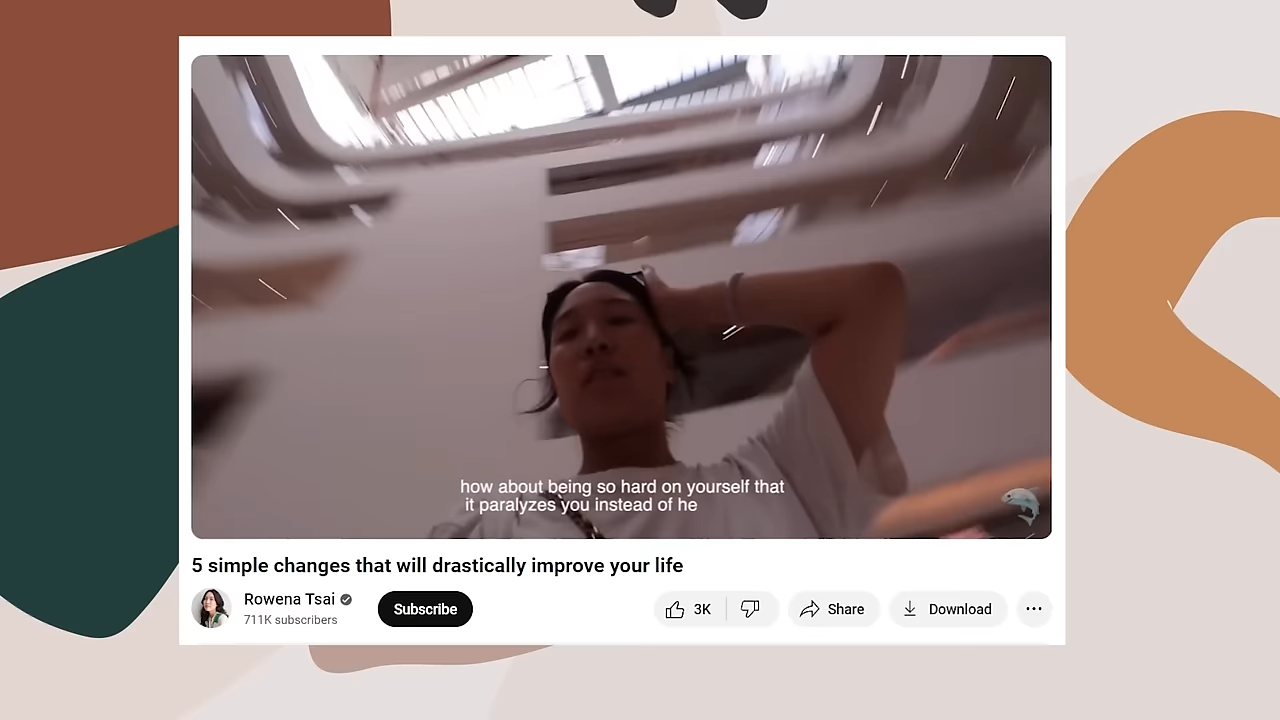 how about being so hard on yourself that
it paralyzes you instead of he
5 simple changes that will drastically improve your life
Rowena Tsai
711K subscribers
Subscribe
3K
Share
Download